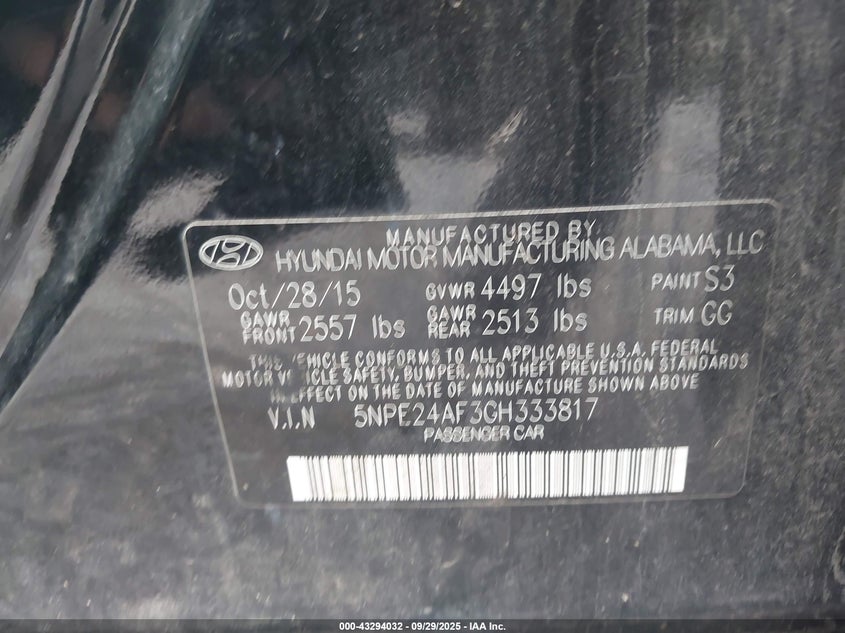 MANUFACTURED BY
HYUNDAI MOTOR MANUFACTURING ALABAMA, LLC
Oct/28/15 GVWR 4497 lbs PAINT S3
GAWR FRONT 2557 lbs GAWR REAR 2513 lbs TRIM GG
THIS VEHICLE CONFORMS TO ALL APPLICABLE U.S.A. FEDERAL
MOTOR VEHICLE SAFETY, BUMPER, AND THEFT PREVENTION STANDARDS
IN EFFECT ON THE DATE OF MANUFACTURE SHOWN ABOVE
V.I.N 5NPE24AF3GH333817
PASSENGER CAR
000-43294032 - 09/29/2025 - IAA Inc.